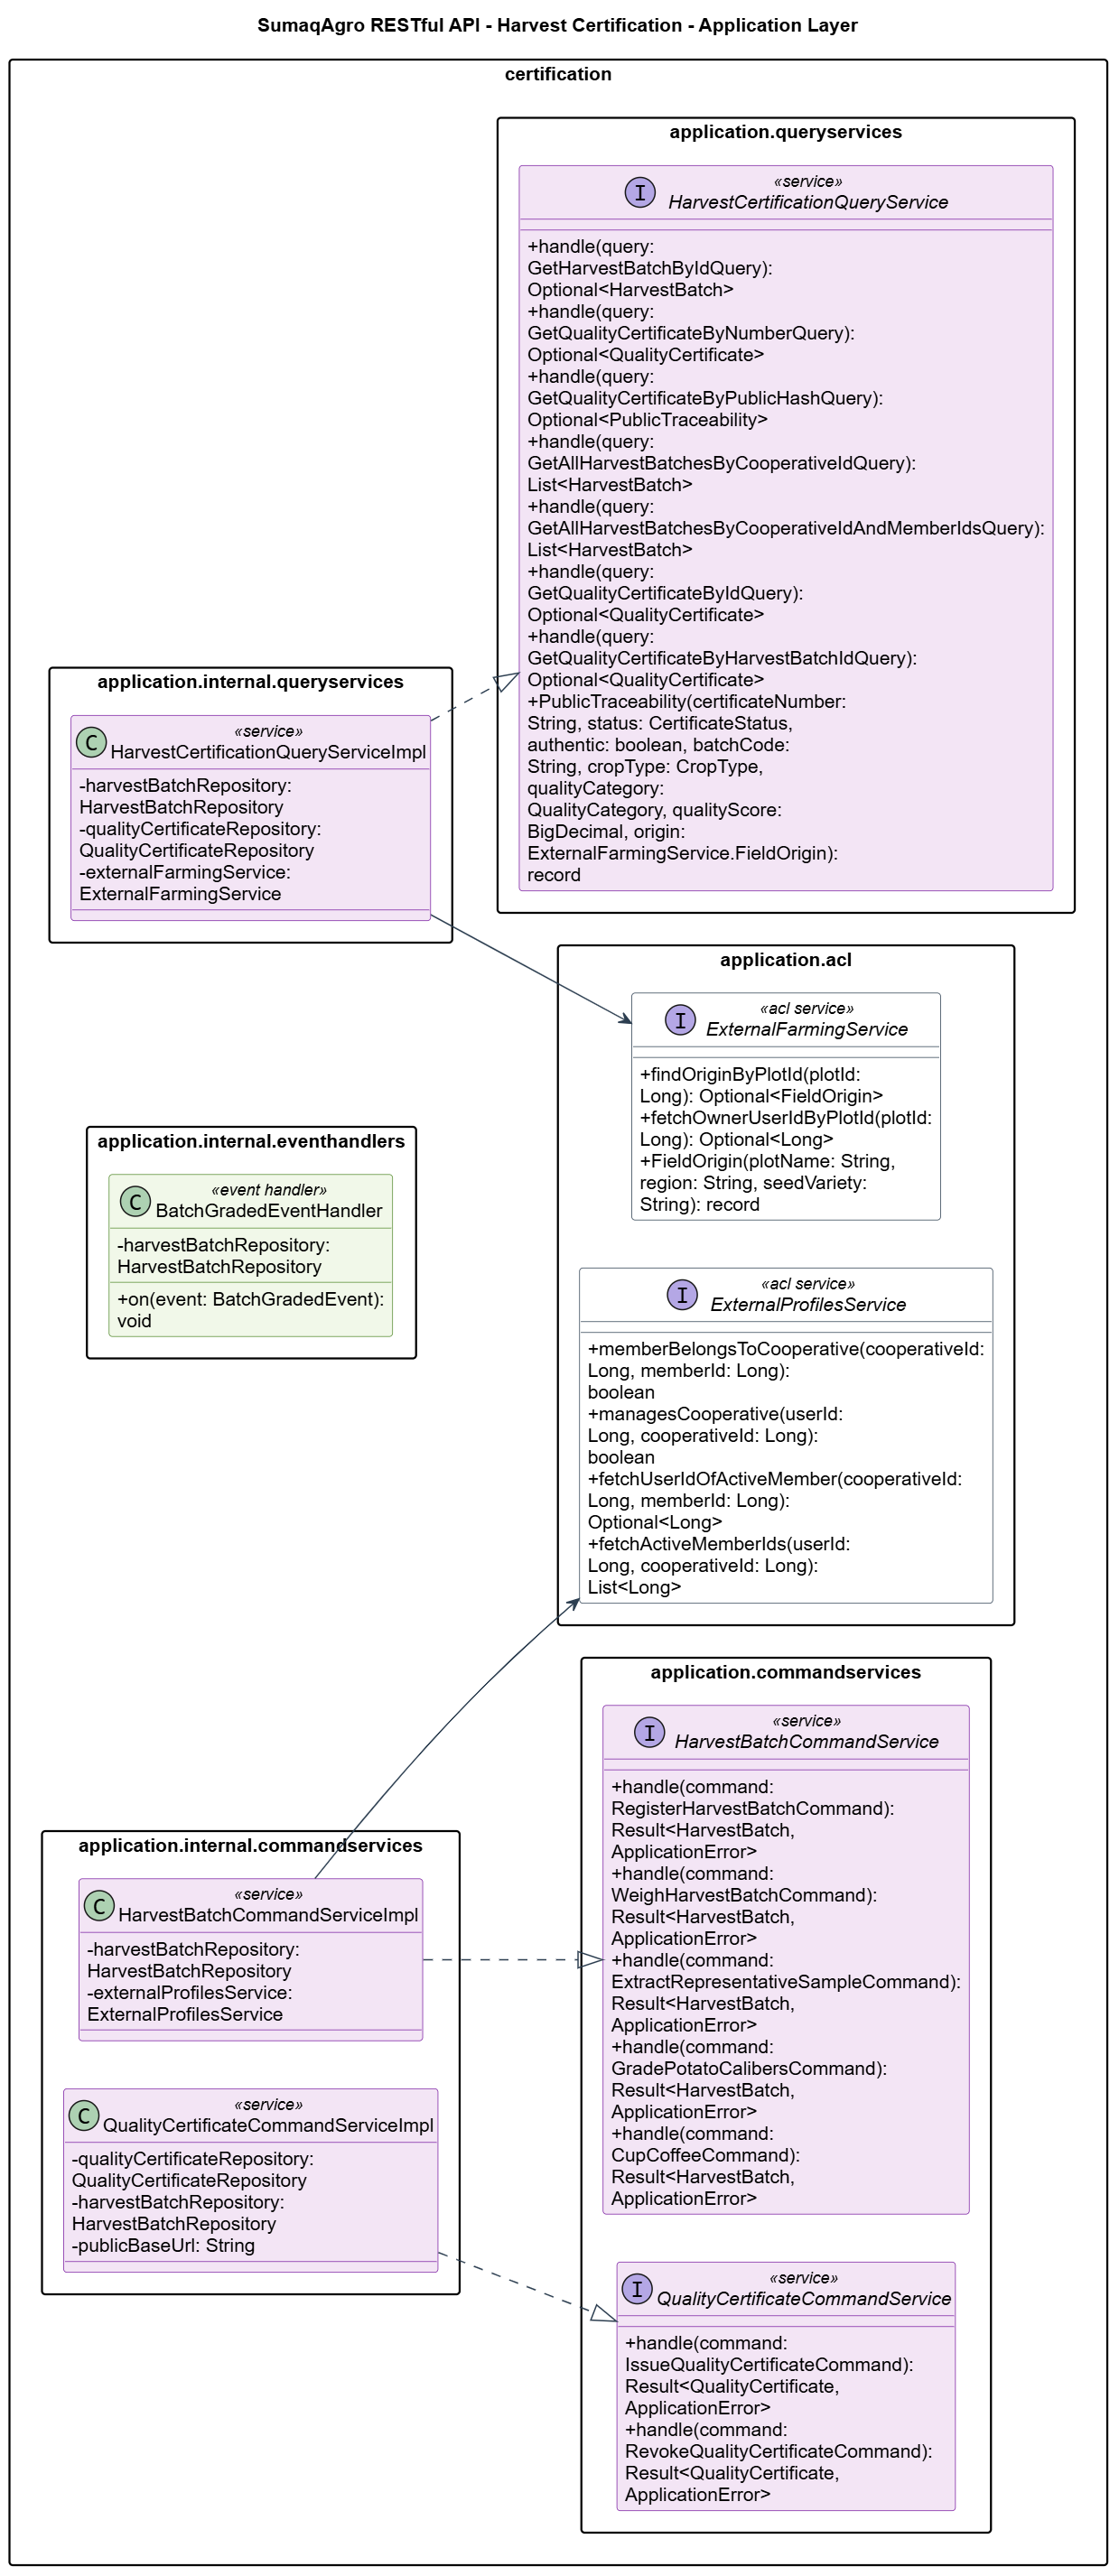 SumaqAgro RESTful API - Harvest Certification - Application Layer
certification
application.queryservices
«service»
I
HarvestCertificationQueryService
+handle(query:
GetHarvestBatchByIdQuery):
Optional<HarvestBatch>
+handle(query:
GetQualityCertificateByNumberQuery):
Optional<QualityCertificate>
+handle(query:
GetQualityCertificateByPublicHashQuery):
Optional<PublicTraceability>
+handle(query:
GetAllHarvestBatchesByCooperativeIdQuery):
List<HarvestBatch>
+handle(query:
GetAllHarvestBatchesByCooperativeIdAndMemberIdsQuery):
List<HarvestBatch>
+handle(query:
GetQualityCertificateByIdQuery):
Optional<QualityCertificate>
+handle(query:
GetQualityCertificateByHarvestBatchIdQuery):
Optional<QualityCertificate>
+PublicTraceability(certificateNumber:
String, status: CertificateStatus,
authentic: boolean, batchCode:
String, cropType: CropType,
qualityCategory:
QualityCategory, qualityScore:
BigDecimal, origin:
ExternalFarmingService.FieldOrigin):
record
application.internal.queryservices
«service»
C
HarvestCertificationQueryServiceImpl
-harvestBatchRepository:
HarvestBatchRepository
-qualityCertificateRepository:
QualityCertificateRepository
-externalFarmingService:
ExternalFarmingService
application.acl
«acl service»
I
ExternalFarmingService
+findOriginByPlotId(plotId:
Long): Optional<FieldOrigin>
+fetchOwnerUserIdByPlotId(plotId:
Long): Optional<Long>
+FieldOrigin(plotName: String,
region: String, seedVariety:
String): record
application.internal.eventhandlers
«event handler»
C
BatchGradedEventHandler
-harvestBatchRepository:
HarvestBatchRepository
+on(event: BatchGradedEvent):
void
«acl service»
I
ExternalProfilesService
+memberBelongsToCooperative(cooperativeId:
Long, memberId: Long):
boolean
+managesCooperative(userId:
Long, cooperativeId: Long):
boolean
+fetchUserIdOfActiveMember(cooperativeId:
Long, memberId: Long):
Optional<Long>
+fetchActiveMemberIds(userId:
Long, cooperativeId: Long):
List<Long>
application.commandservices
«service»
I
HarvestBatchCommandService
+handle(command:
RegisterHarvestBatchCommand):
Result<HarvestBatch,
ApplicationError>
+handle(command:
WeighHarvestBatchCommand):
Result<HarvestBatch,
ApplicationError>
+handle(command:
ExtractRepresentativeSampleCommand):
Result<HarvestBatch,
ApplicationError>
+handle(command:
GradePotatoCalibersCommand):
Result<HarvestBatch,
ApplicationError>
+handle(command:
CupCoffeeCommand):
Result<HarvestBatch,
ApplicationError>
application.internal.commandservices
«service»
C
HarvestBatchCommandServiceImpl
-harvestBatchRepository:
HarvestBatchRepository
-externalProfilesService:
ExternalProfilesService
«service»
C
QualityCertificateCommandServiceImpl
-qualityCertificateRepository:
QualityCertificateRepository
-harvestBatchRepository:
HarvestBatchRepository
-publicBaseUrl: String
«service»
I
QualityCertificateCommandService
+handle(command:
IssueQualityCertificateCommand):
Result<QualityCertificate,
ApplicationError>
+handle(command:
RevokeQualityCertificateCommand):
Result<QualityCertificate,
ApplicationError>